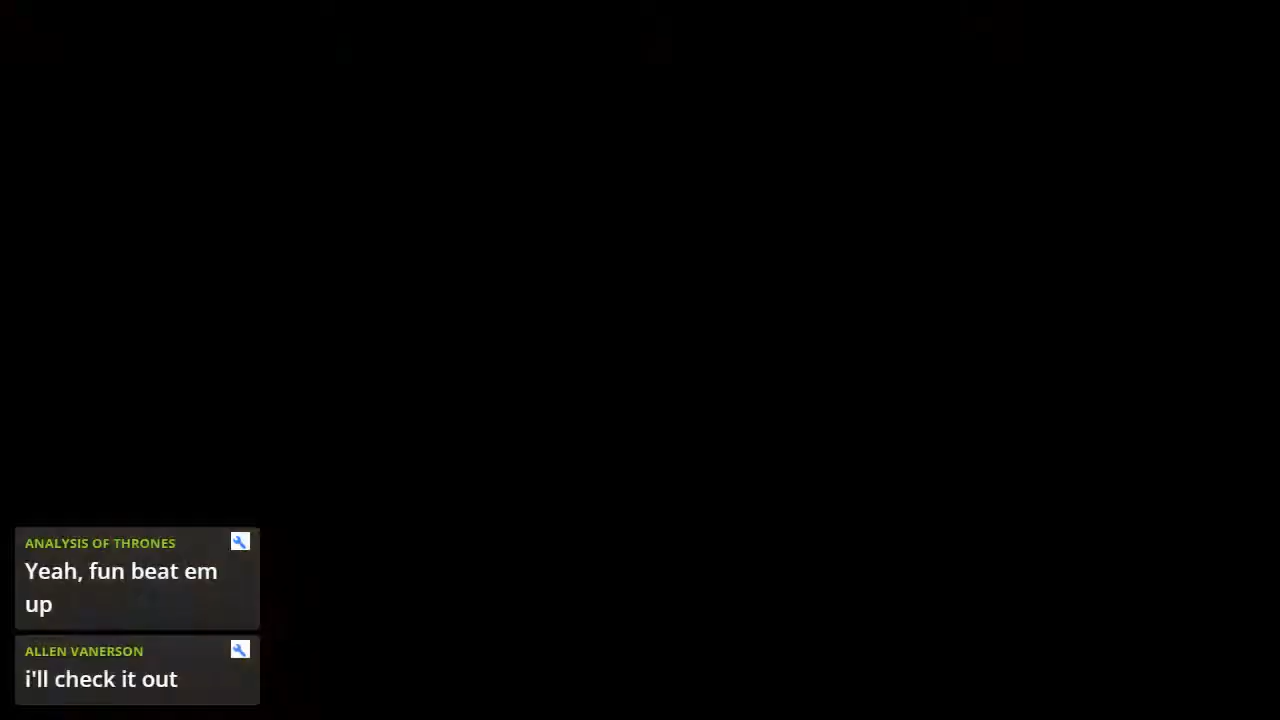 ANALYSIS OF THRONES
Yeah, fun beat em
up
ALLEN VANERSON
i'll check it out